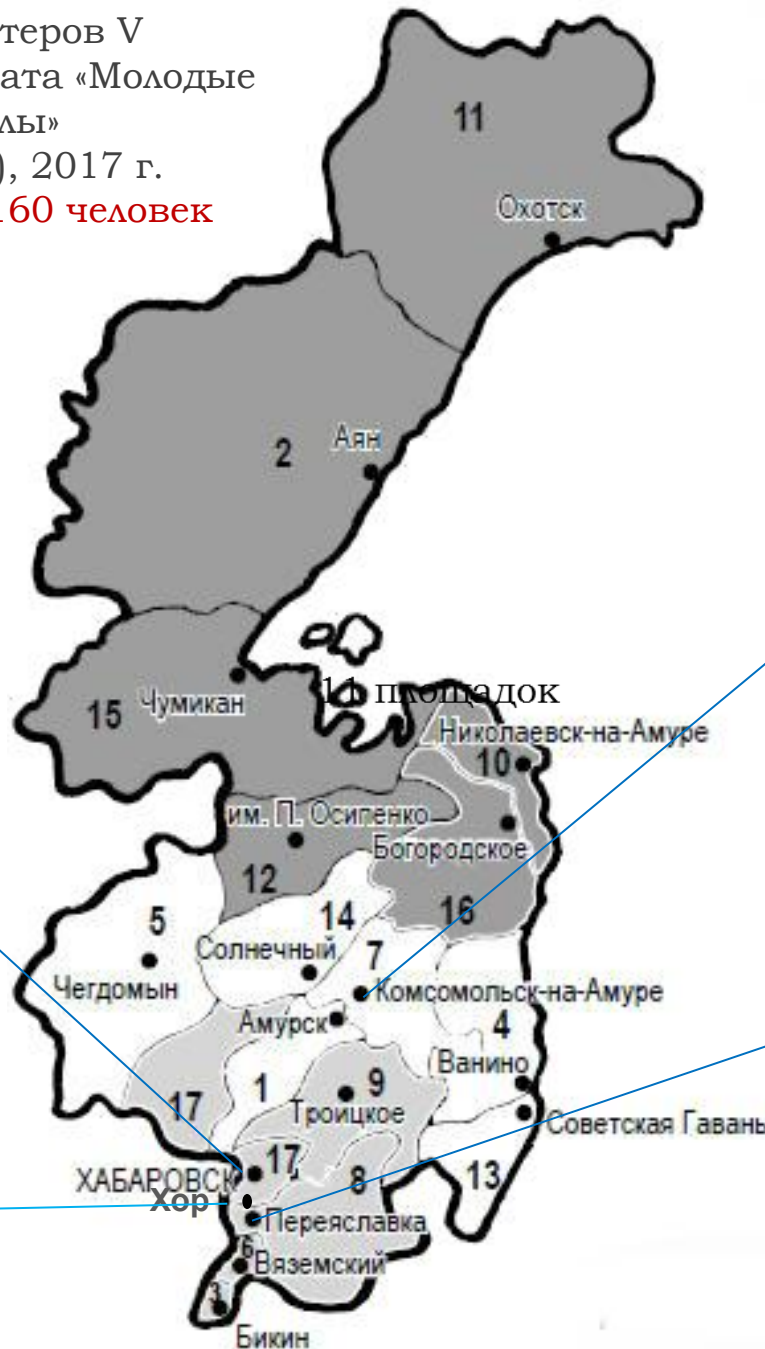 теров V
ата «Молодые
лы»
), 2017 г.
160 человек
11
Охотск
2
Аян
15
Чумикан
11 площадок
Николаевск-на-Амуре
10
им. П. Осипенко
Богородское
12
16
5
14
Солнечный
7
Чегдомын
Комсомольск-на-Амуре
Амурск
4
Ванино
1
9
17
Троицкое
Советская Гавань
ХАБАРОВСК
17
8
13
Хор
Переяславка
6
Вяземский
3
Бикин